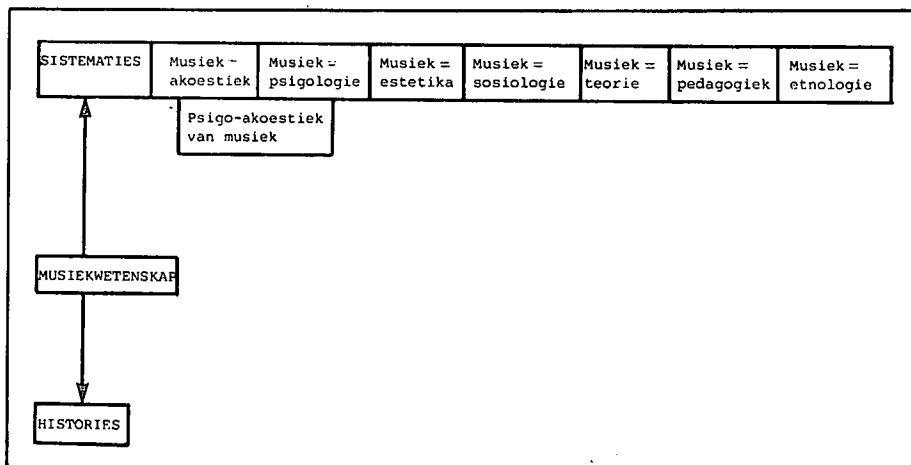 SISTEMATIES
Musiek-
akoestiek
Musiek=
psigologie
Musiek=
estetika
Musiek=
sosiologie
Musiek=
teorie
Musiek=
pedagogiek
Musiek=
etnologie
Psigo-akoestiek
van musiek
MUSIEKWETENSKAP
HISTORIES